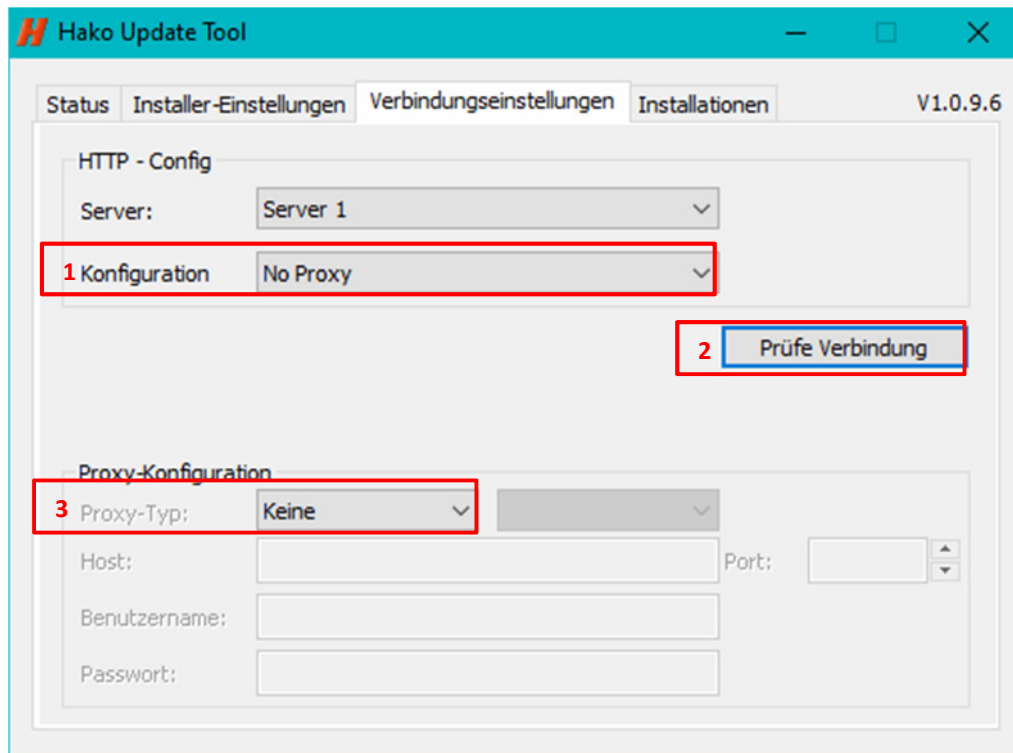 Hako Update Tool
Status Installer-Einstellungen Verbindungseinstellungen Installationen V1.0.9.6
HTTP - Config
Server: Server 1
1 Konfiguration No Proxy
2 Prüfe Verbindung
Proxy-Konfiguration
3 Proxy-Typ: Keine
Host: Port:
Benutzername:
Passwort: